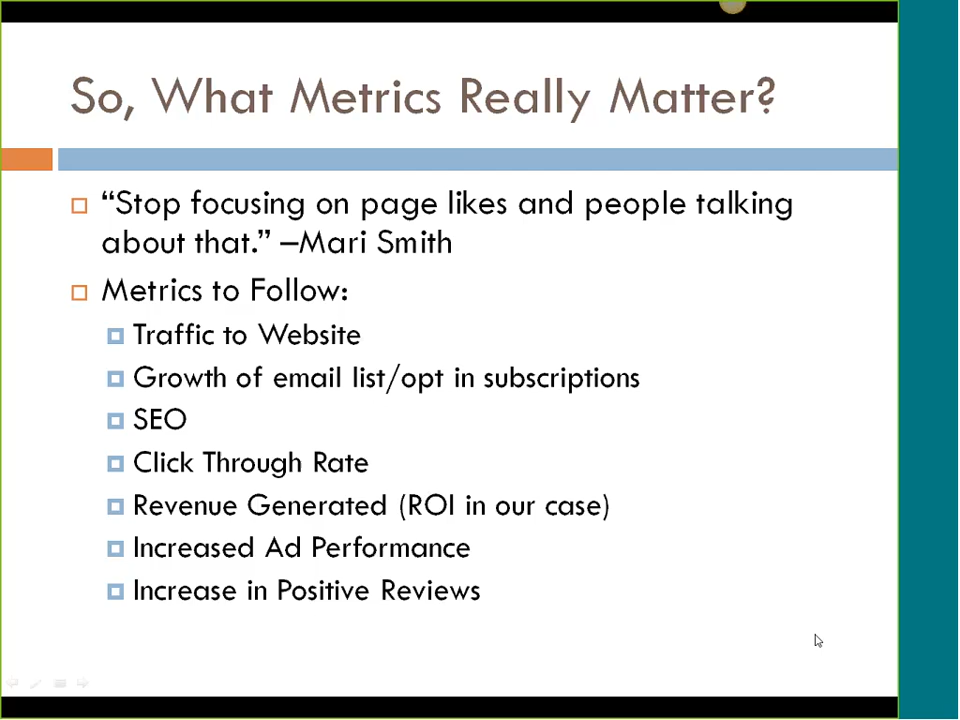 So, What Metrics Really Matter?
“Stop focusing on page likes and people talking
about that.” –Mari Smith
Metrics to Follow:
Traffic to Website
Growth of email list/opt in subscriptions
SEO
Click Through Rate
Revenue Generated (ROI in our case)
Increased Ad Performance
Increase in Positive Reviews